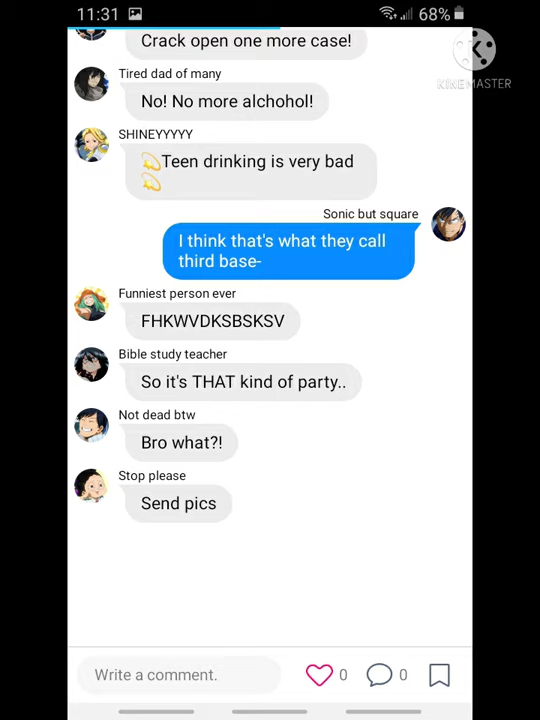 11:31
68%
KINEMASTER
Crack open one more case!
Tired dad of many
No! No more alchohol!
SHINEYYYYY
Teen drinking is very bad
Sonic but square
I think that's what they call
third base-
Funniest person ever
FHKWVDKSBSKSV
Bible study teacher
So it's THAT kind of party..
Not dead btw
Bro what?!
Stop please
Send pics
Write a comment.
0
0